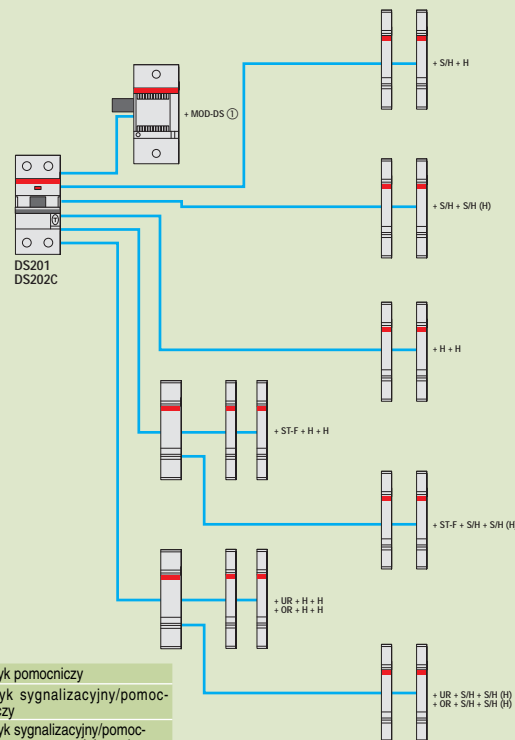 + S/H + H
+ MOD-DS ①
+ S/H + S/H (H)
DS201
DS202C
+ H + H
+ ST-F + H + H
+ ST-F + S/H + S/H (H
+ UR + H + H
+ OR + H + H
yk pomocniczy
yk sygnalizacyjny/pomoc-
czy
yk sygnalizacyjny/pomoc-
+ UR + S/H + S/H (H)
+ OR + S/H + S/H (H)